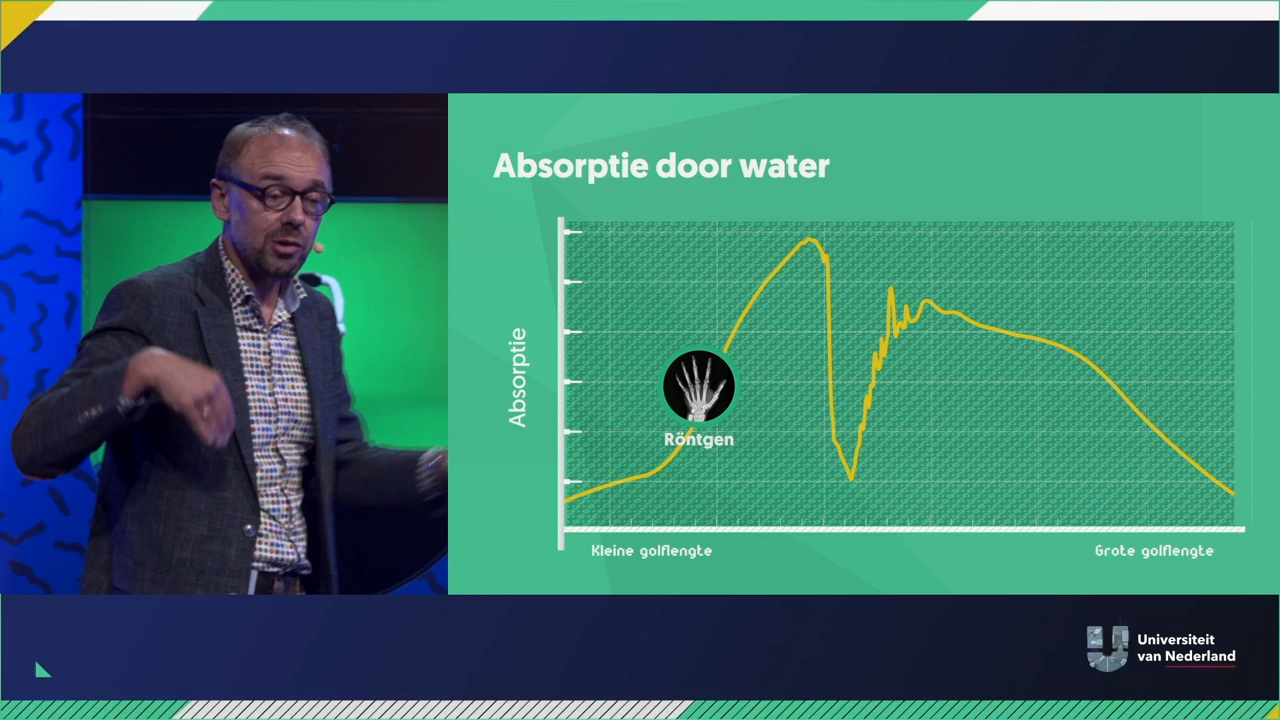 Absorptie door water
Absorptie
Röntgen
Kleine golflengte
Grote golflengte
Universiteit
van Nederland